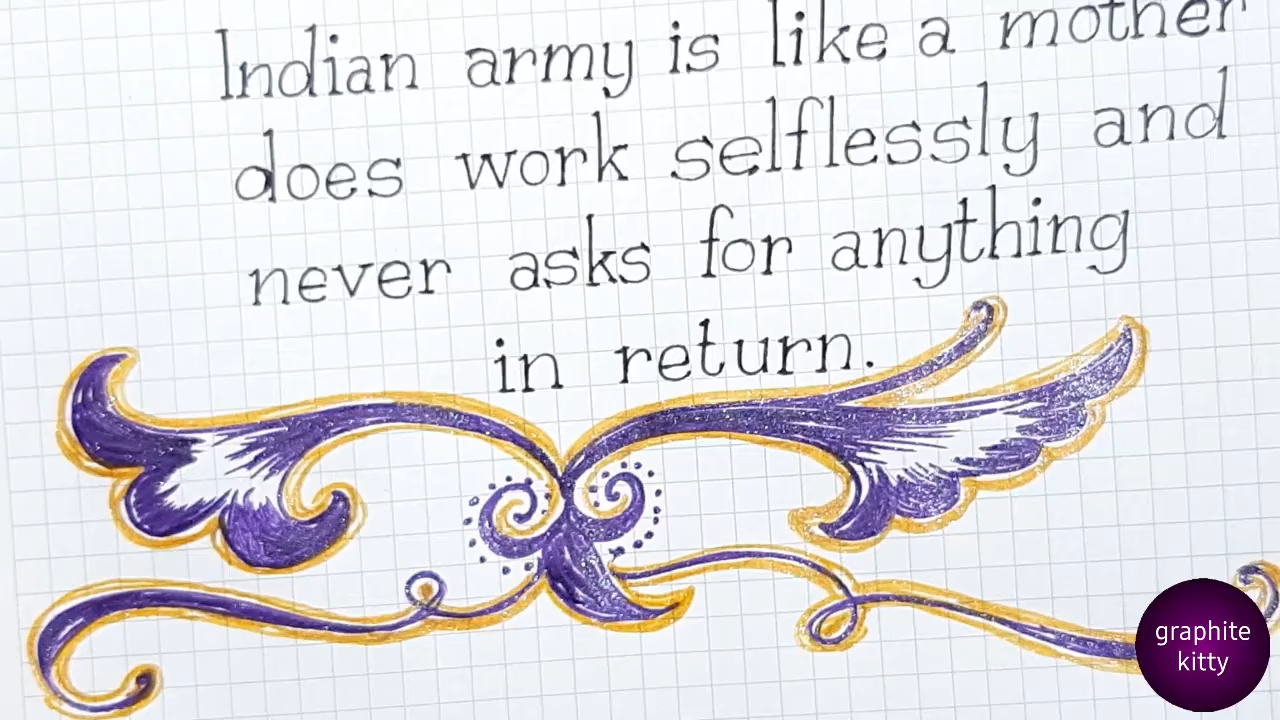 Indian army is like a mother
does work selflessly and
never asks for anything
in return.
graphite
kitty